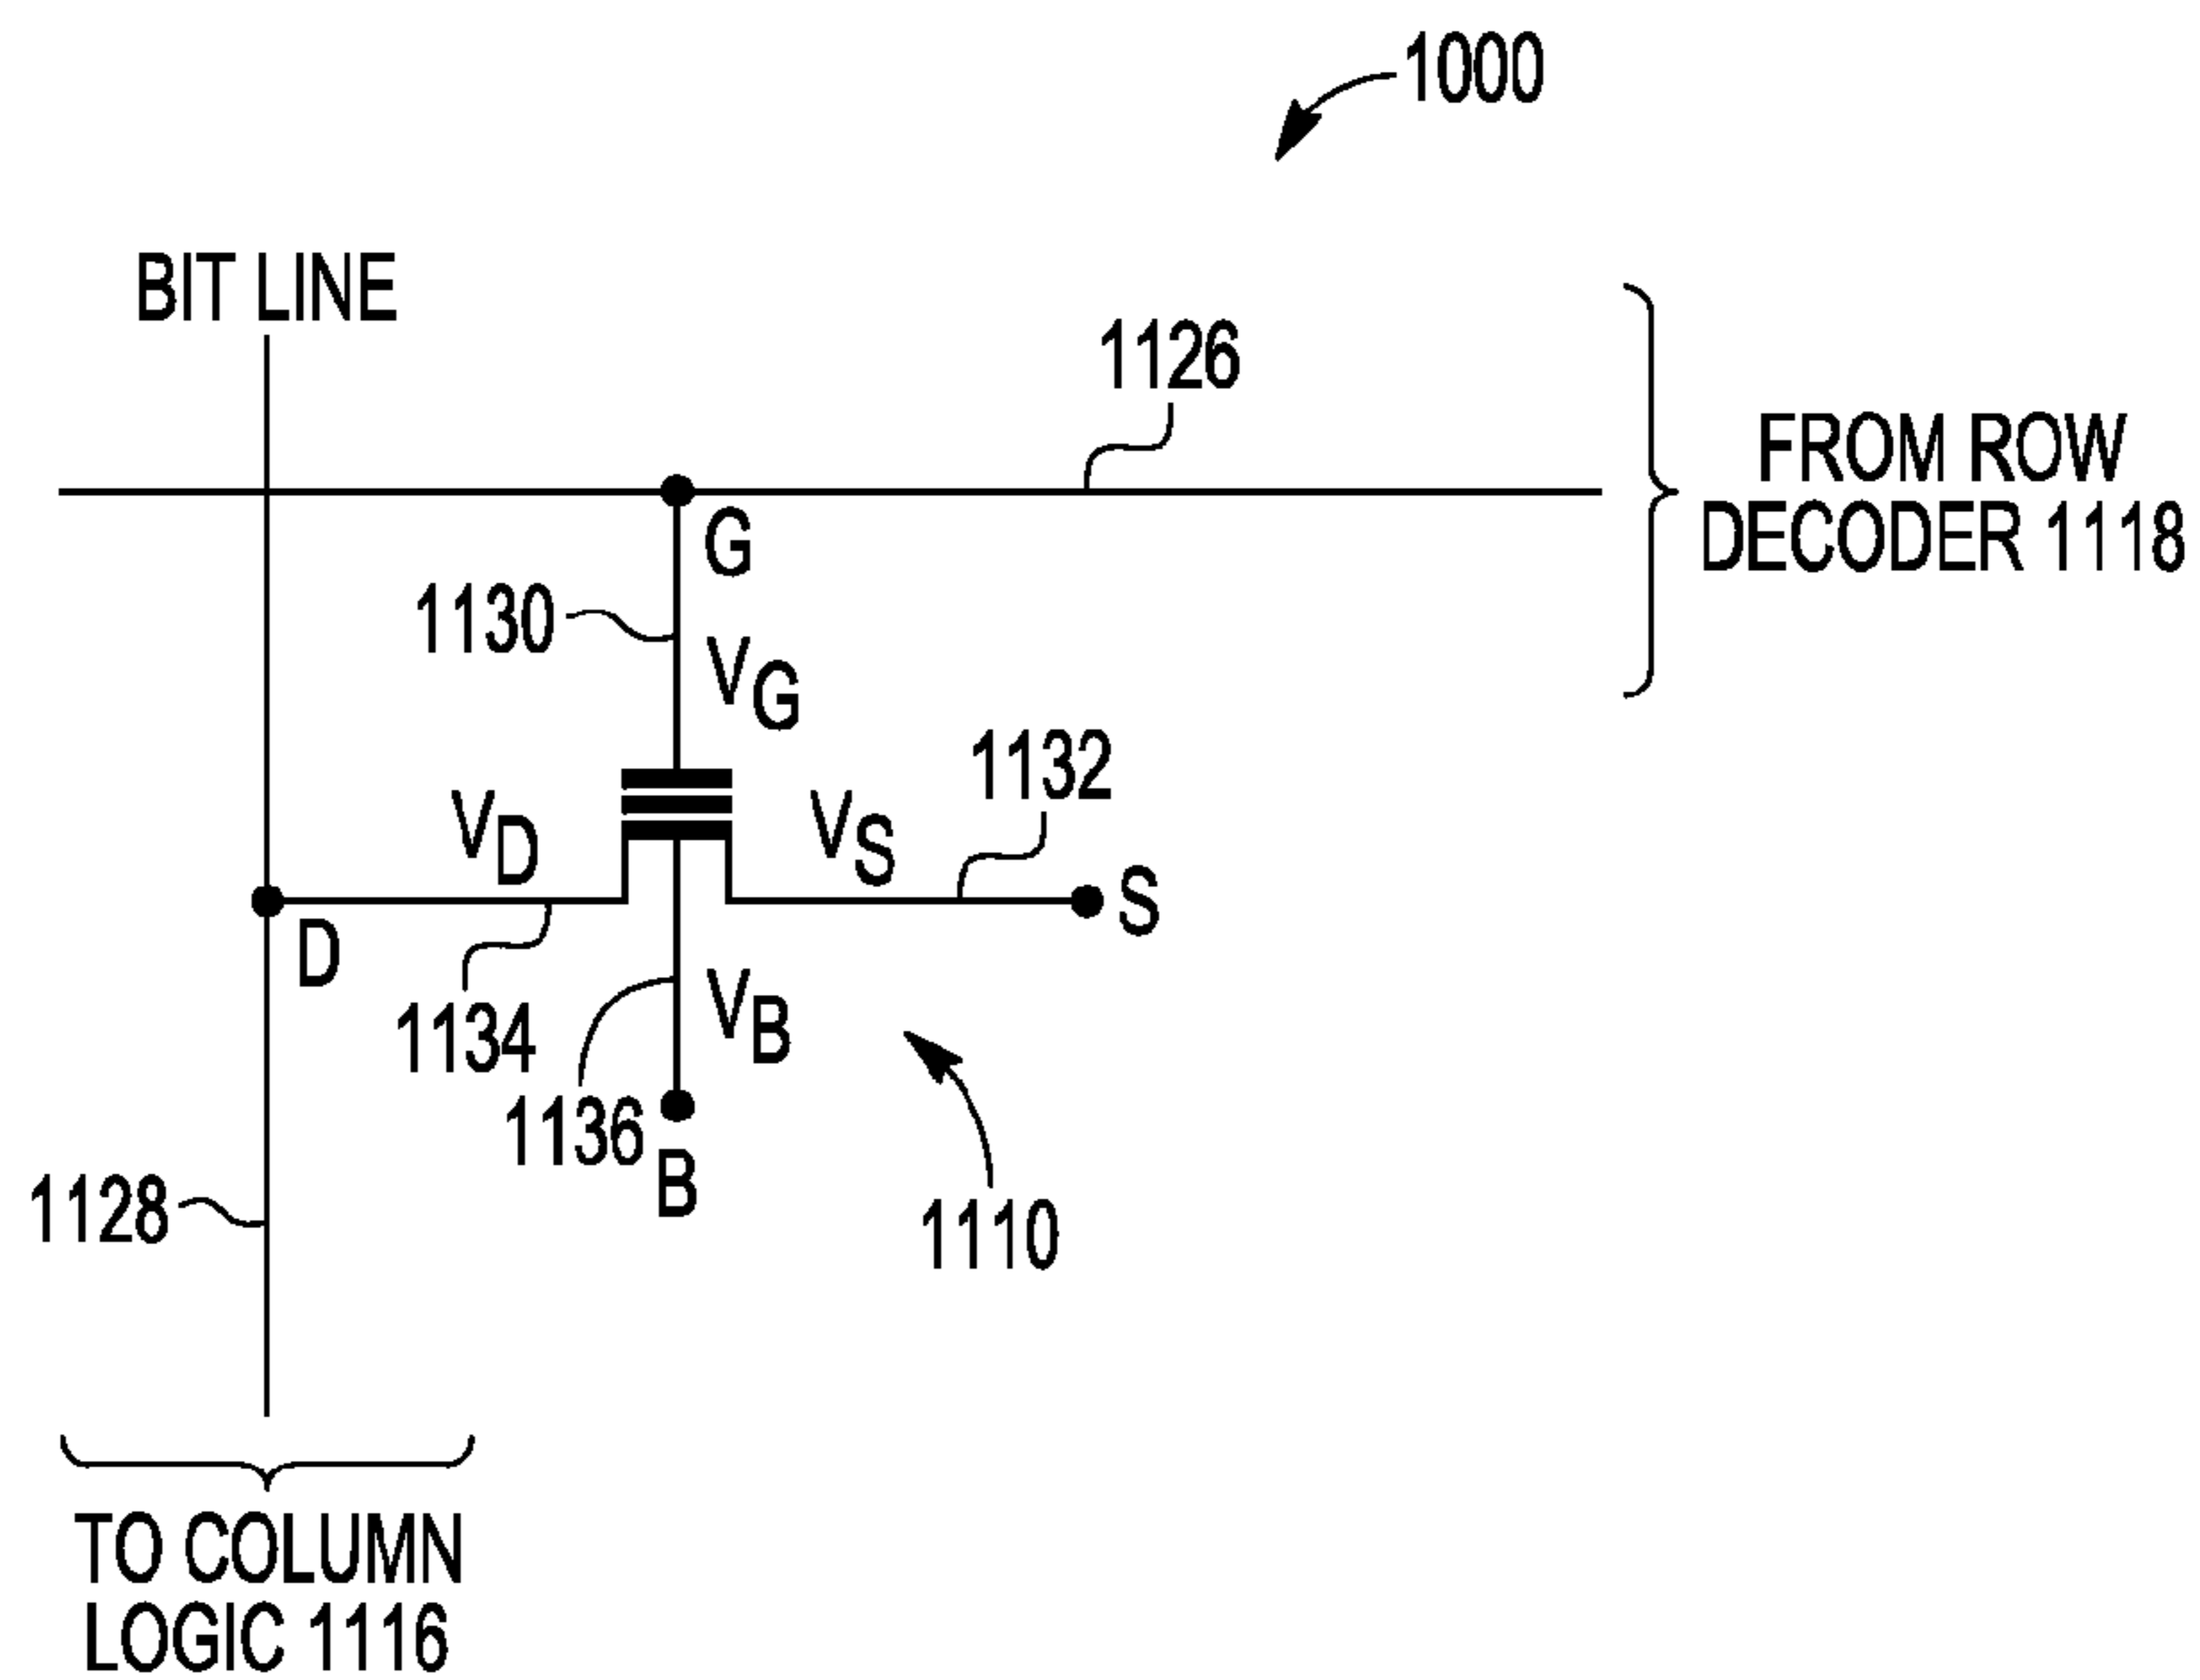 1000
BIT LINE
1126
FROM ROW
DECODER 1118
G
1130
VG
1132
VD
VS
S
D
1134
VB
1136
B
1128
1110
TO COLUMN
LOGIC 1116